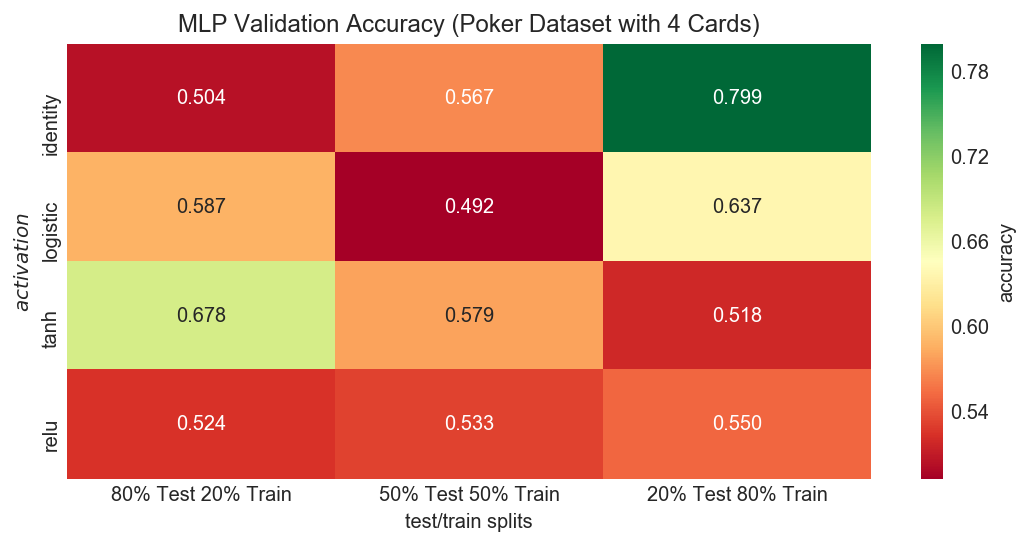 MLP Validation Accuracy (Poker Dataset with 4 Cards)
activation
identity
0.504 0.567 0.799
logistic
0.587 0.492 0.637
tanh
0.678 0.579 0.518
relu
0.524 0.533 0.550
80% Test 20% Train 50% Test 50% Train 20% Test 80% Train
test/train splits
0.78
0.72
0.66
0.60
0.54
accuracy